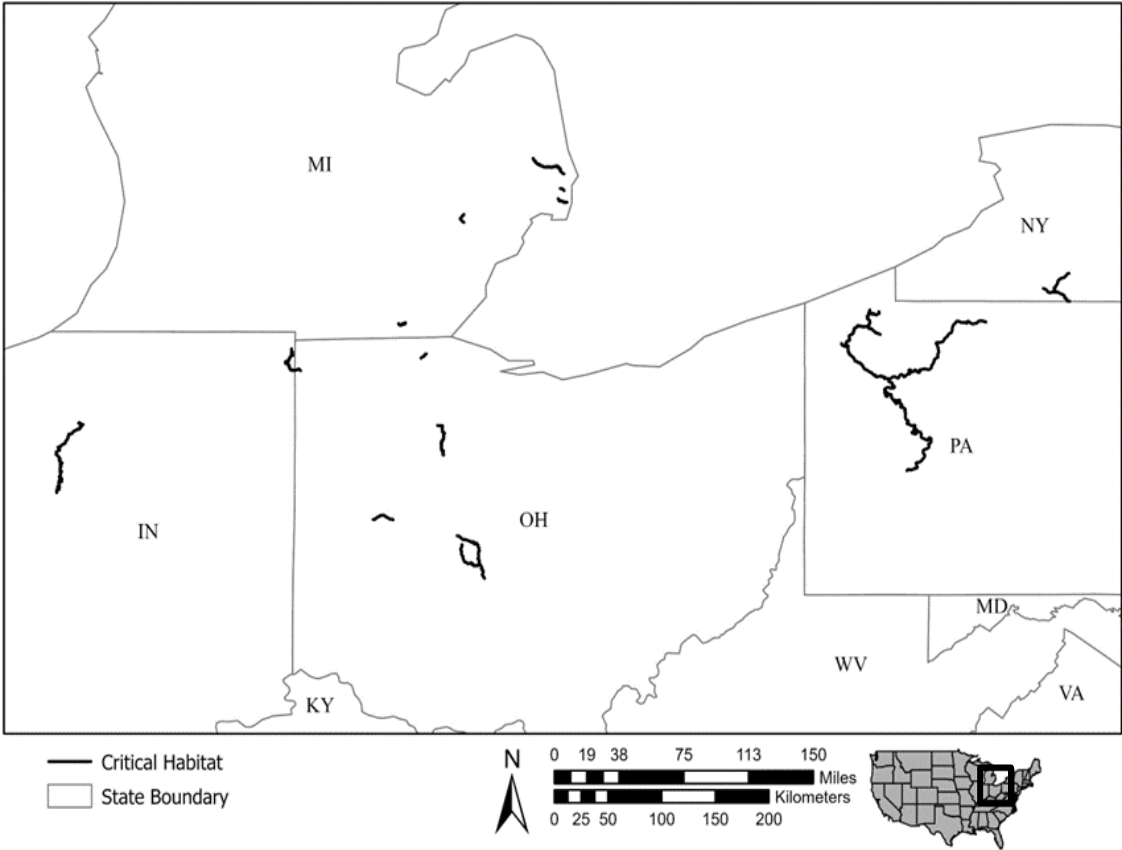 MI
NY
PA
IN
OH
MD
WV
VA
KY
Critical Habitat
State Boundary
N
0 19 38 75 113 150
Miles
Kilometers
0 25 50 100 150 200